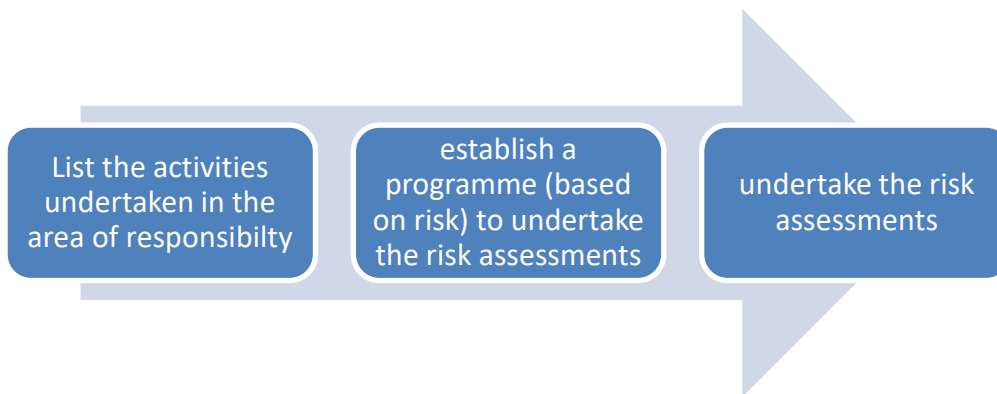 List the activities
undertaken in the
area of responsibilty
establish a
programme (based
on risk) to undertake
the risk assessments
undertake the risk
assessments